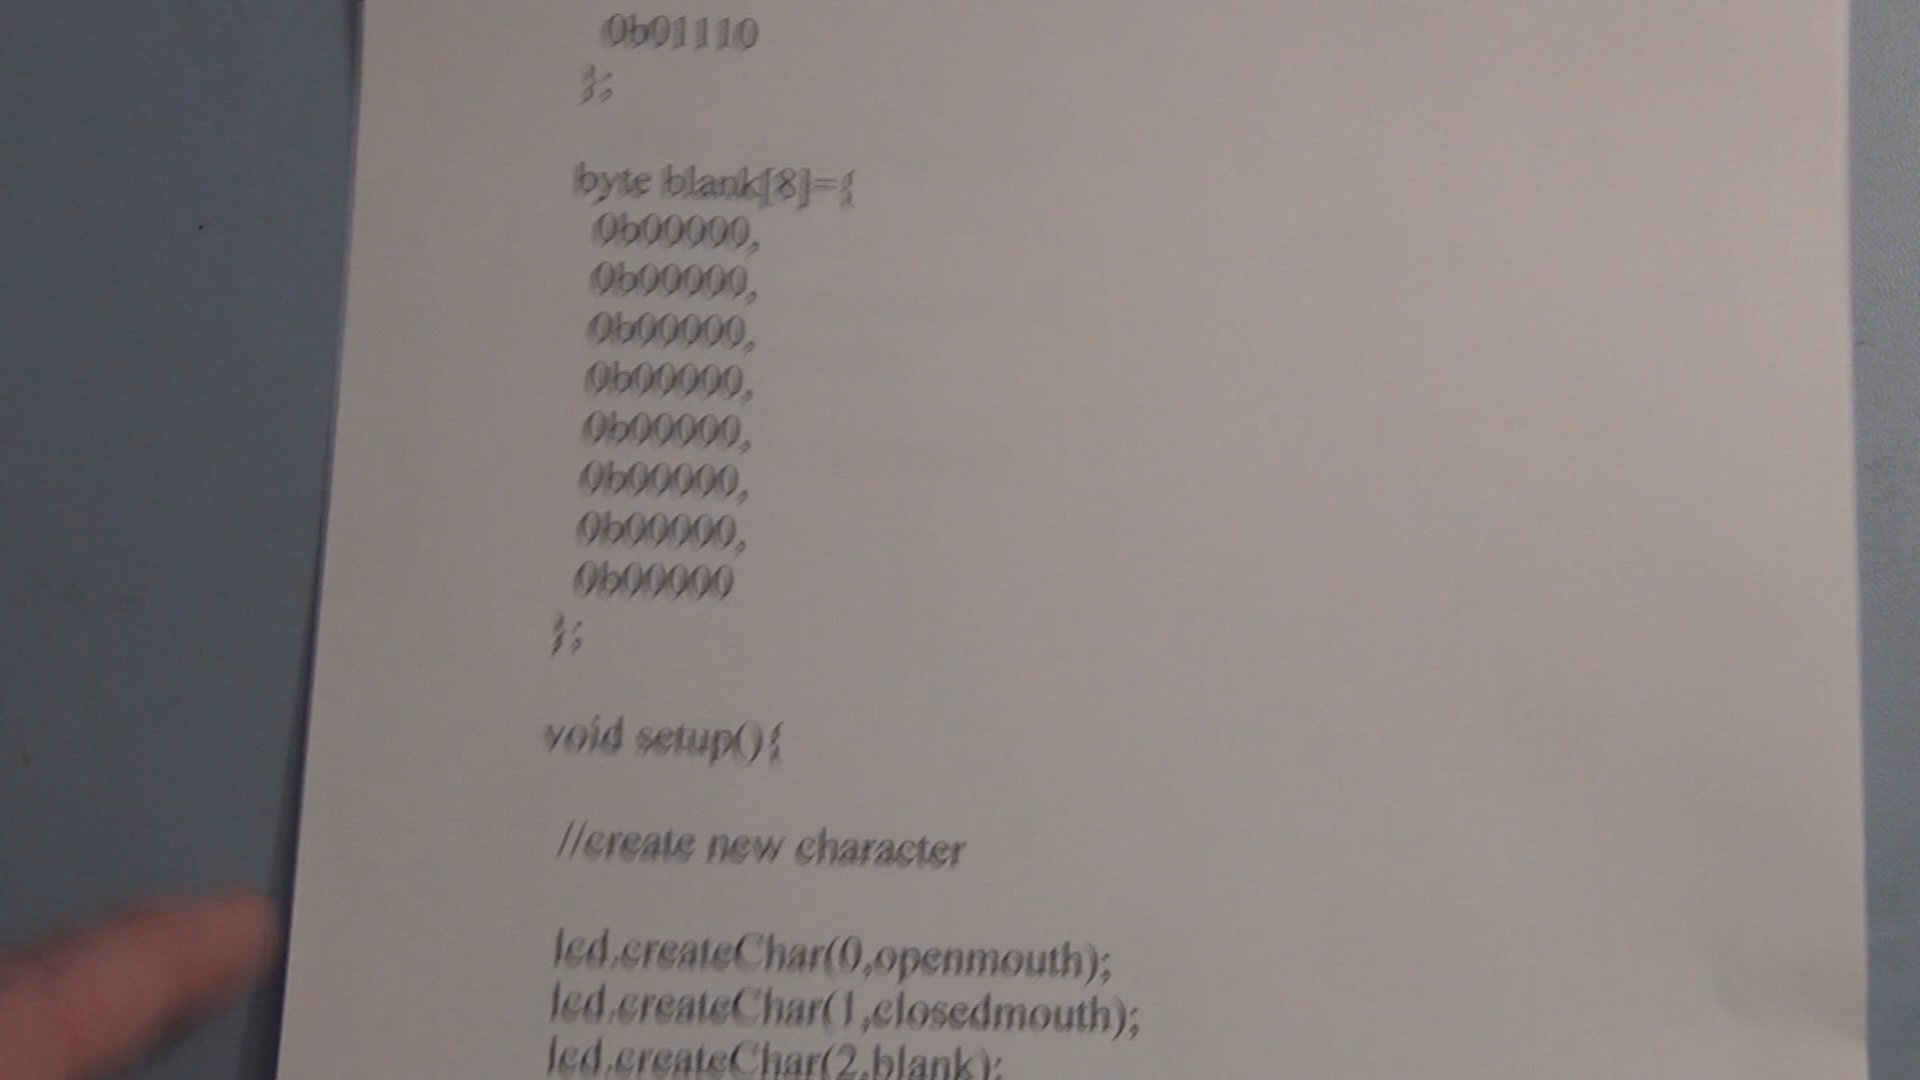 0b01110
};
byte blank[8]={
0b00000,
0b00000,
0b00000,
0b00000,
0b00000,
0b00000,
0b00000,
0b00000
};
void setup(){
//create new character
lcd.createChar(0,openmouth);
lcd.createChar(1,closedmouth);
lcd.createChar(2,blank);